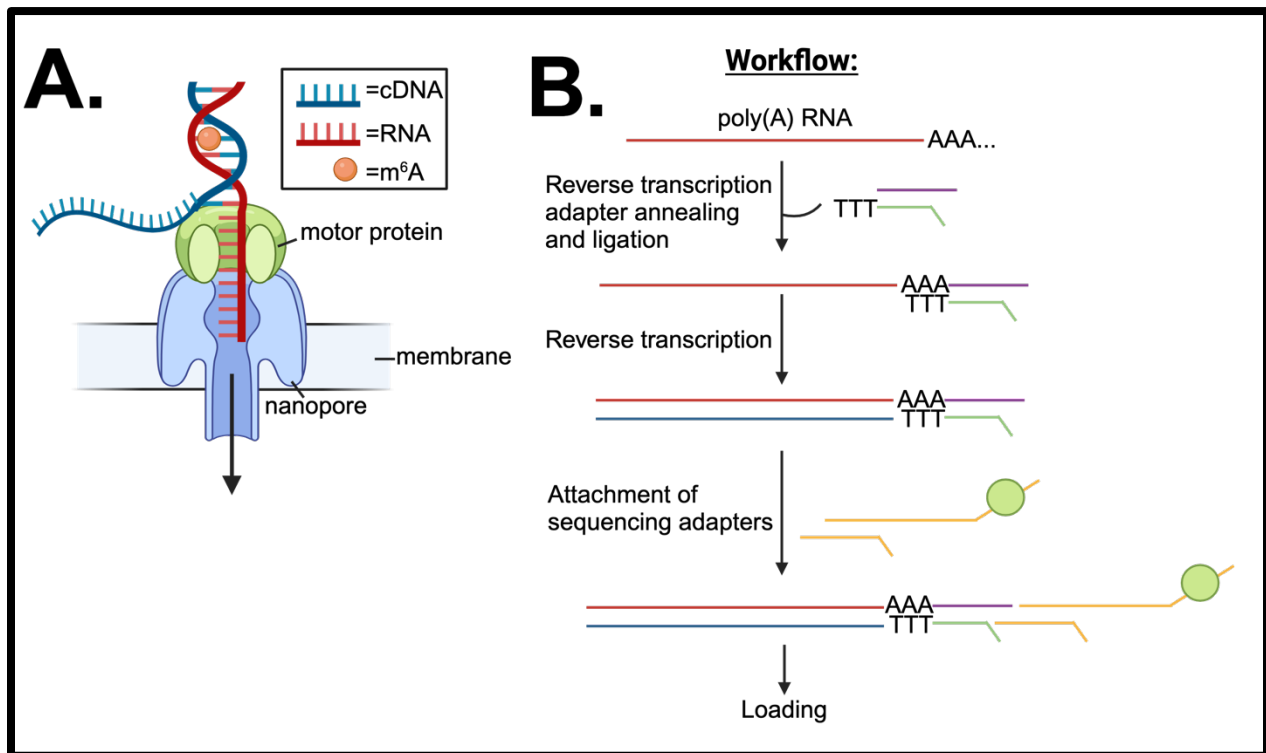 A.
=cDNA
=RNA
=m⁶A
motor protein
membrane
nanopore
B.
Workflow:
poly(A) RNA
AAA...
Reverse transcription
adapter annealing
and ligation
TTT
AAA
TTT
Reverse transcription
AAA
TTT
Attachment of
sequencing adapters
AAA
TTT
Loading